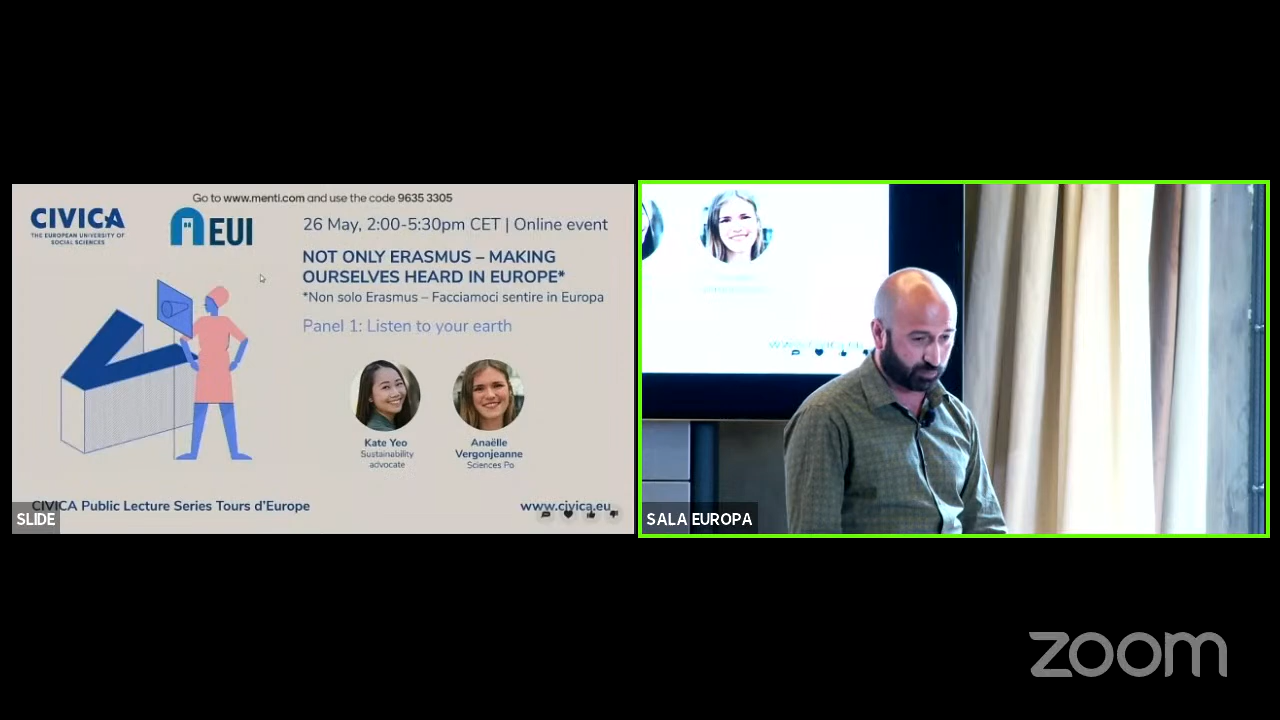 Go to www.menti.com and use the code 9635 3305
CIVICA
THE EUROPEAN UNIVERSITY OF
SOCIAL SCIENCES
EUI
26 May, 2:00-5:30pm CET | Online event
NOT ONLY ERASMUS – MAKING
OURSELVES HEARD IN EUROPE*
*Non solo Erasmus – Facciamoci sentire in Europa
Panel 1: Listen to your earth
Kate Yeo
Sustainability
advocate
Anaëlle
Vergonjeanne
Sciences Po
CIVICA Public Lecture Series Tours d'Europe
www.civica.eu
SLIDE
www.civica.eu
SALA EUROPA
zoom